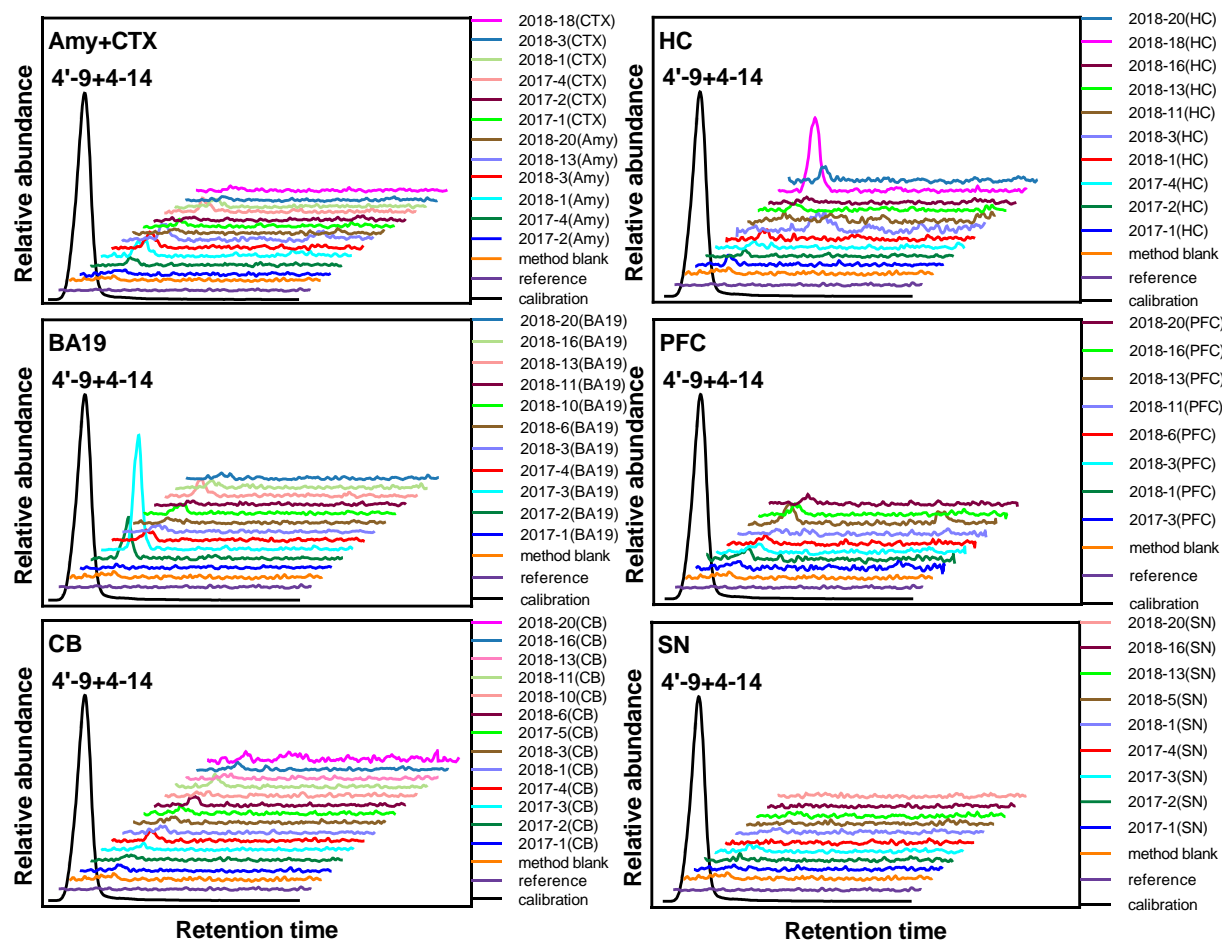 Amy+CTX
4'-9+4-14
Relative abundance
2018-18(CTX)
2018-3(CTX)
2018-1(CTX)
2017-4(CTX)
2017-2(CTX)
2017-1(CTX)
2018-20(Amy)
2018-13(Amy)
2018-3(Amy)
2018-1(Amy)
2017-4(Amy)
2017-2(Amy)
method blank
reference
calibration
HC
4'-9+4-14
Relative abundance
2018-20(HC)
2018-18(HC)
2018-16(HC)
2018-13(HC)
2018-11(HC)
2018-3(HC)
2018-1(HC)
2017-4(HC)
2017-2(HC)
2017-1(HC)
method blank
reference
calibration
BA19
4'-9+4-14
Relative abundance
2018-20(BA19)
2018-16(BA19)
2018-13(BA19)
2018-11(BA19)
2018-10(BA19)
2018-6(BA19)
2018-3(BA19)
2017-4(BA19)
2017-3(BA19)
2017-2(BA19)
2017-1(BA19)
method blank
reference
calibration
PFC
4'-9+4-14
Relative abundance
2018-20(PFC)
2018-16(PFC)
2018-13(PFC)
2018-11(PFC)
2018-6(PFC)
2018-3(PFC)
2018-1(PFC)
2017-3(PFC)
method blank
reference
calibration
CB
4'-9+4-14
Relative abundance
2018-20(CB)
2018-16(CB)
2018-13(CB)
2018-11(CB)
2018-10(CB)
2018-6(CB)
2017-5(CB)
2018-3(CB)
2018-1(CB)
2017-4(CB)
2017-3(CB)
2017-2(CB)
2017-1(CB)
method blank
reference
calibration
Retention time
SN
4'-9+4-14
Relative abundance
2018-20(SN)
2018-16(SN)
2018-13(SN)
2018-5(SN)
2018-1(SN)
2017-4(SN)
2017-3(SN)
2017-2(SN)
2017-1(SN)
method blank
reference
calibration
Retention time